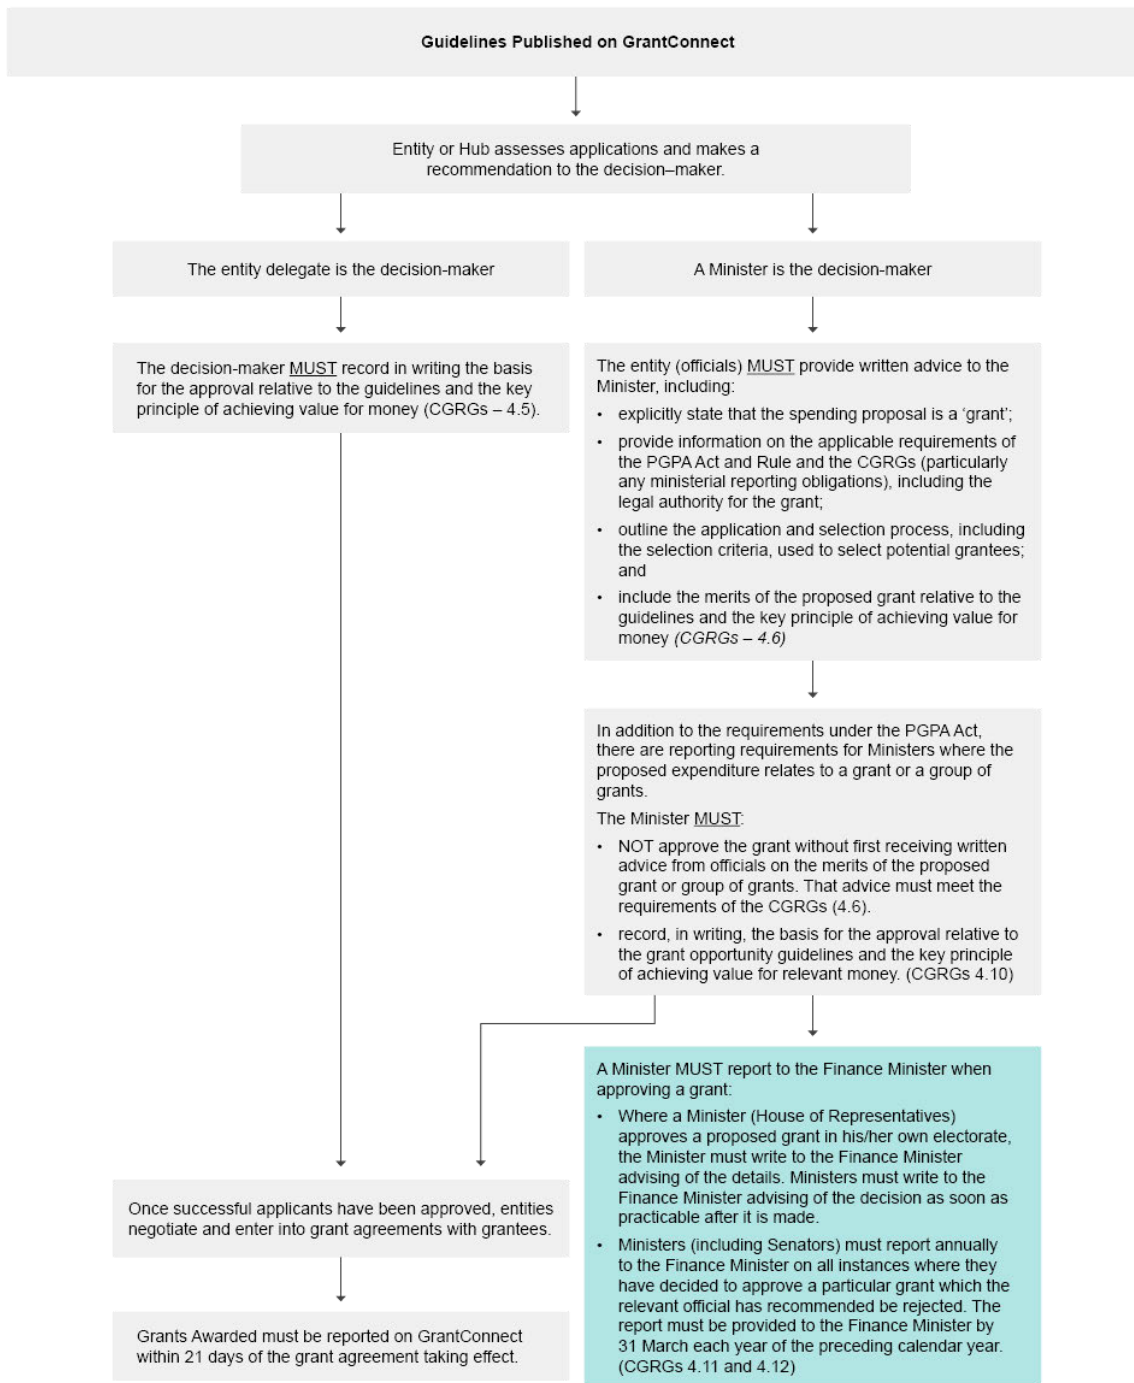 Guidelines Published on GrantConnect
Entity or Hub assesses applications and makes a
recommendation to the decision–maker.
The entity delegate is the decision-maker
A Minister is the decision-maker
The decision-maker MUST record in writing the basis
for the approval relative to the guidelines and the key
principle of achieving value for money (CGRGs – 4.5).
The entity (officials) MUST provide written advice to the
Minister, including:
• explicitly state that the spending proposal is a ‘grant’;
• provide information on the applicable requirements of
the PGPA Act and Rule and the CGRGs (particularly
any ministerial reporting obligations), including the
legal authority for the grant;
• outline the application and selection process, including
the selection criteria, used to select potential grantees;
and
• include the merits of the proposed grant relative to the
guidelines and the key principle of achieving value for
money (CGRGs – 4.6)
In addition to the requirements under the PGPA Act,
there are reporting requirements for Ministers where the
proposed expenditure relates to a grant or a group of
grants.
The Minister MUST:
• NOT approve the grant without first receiving written
advice from officials on the merits of the proposed
grant or group of grants. That advice must meet the
requirements of the CGRGs (4.6).
• record, in writing, the basis for the approval relative to
the grant opportunity guidelines and the key principle
of achieving value for relevant money. (CGRGs 4.10)
A Minister MUST report to the Finance Minister when
approving a grant:
• Where a Minister (House of Representatives)
approves a proposed grant in his/her own electorate,
the Minister must write to the Finance Minister
advising of the details. Ministers must write to the
Finance Minister advising of the decision as soon as
practicable after it is made.
• Ministers (including Senators) must report annually
to the Finance Minister on all instances where they
have decided to approve a particular grant which the
relevant official has recommended be rejected. The
report must be provided to the Finance Minister by
31 March each year of the preceding calendar year.
(CGRGs 4.11 and 4.12)
Once successful applicants have been approved, entities
negotiate and enter into grant agreements with grantees.
Grants Awarded must be reported on GrantConnect
within 21 days of the grant agreement taking effect.